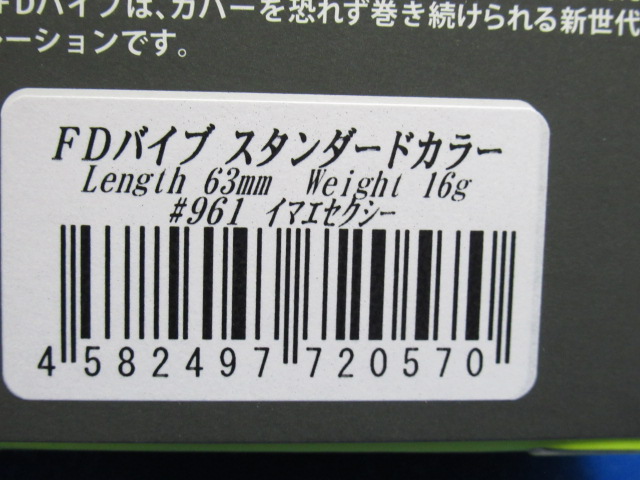 FDバイブは、カバーを恐れず巻き続けられる新世代
レーションです。
FDバイブ スタンダードカラー
Length 63mm Weight 16g
#961 イマエセクシー
4 582497 720570